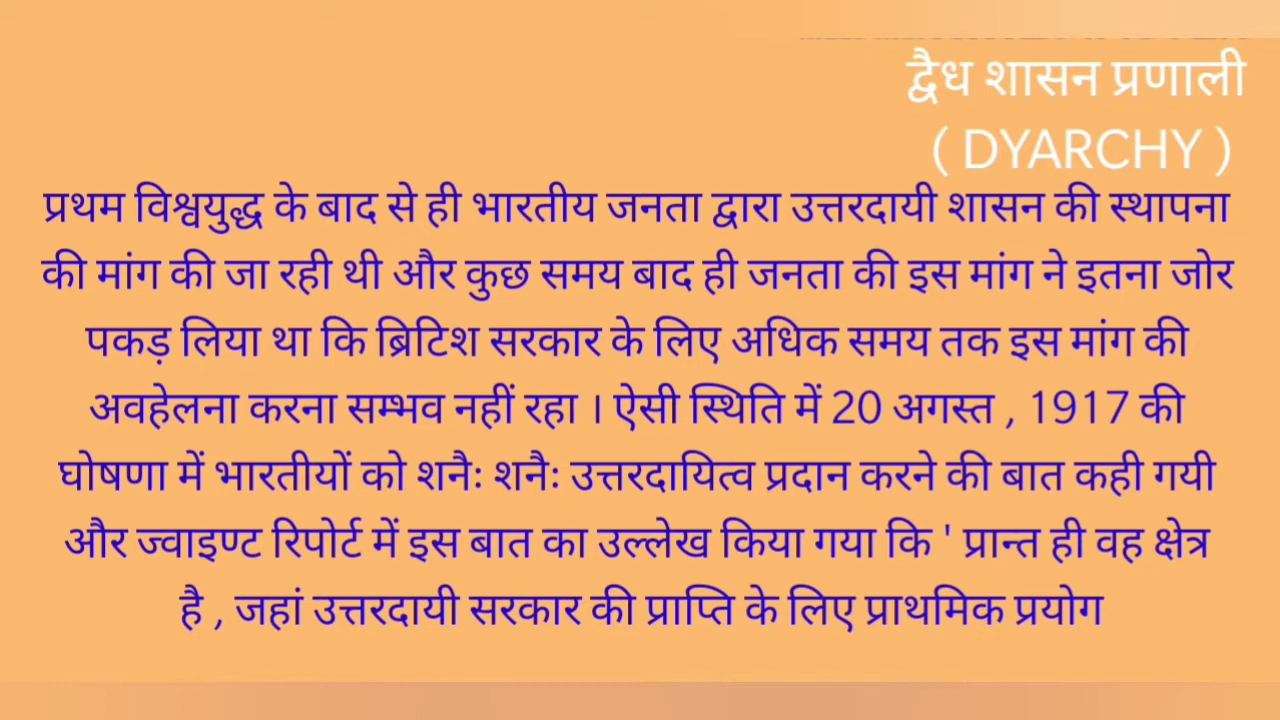 द्वैध शासन प्रणाली
( DYARCHY )
प्रथम विश्वयुद्ध के बाद से ही भारतीय जनता द्वारा उत्तरदायी शासन की स्थापना
की मांग की जा रही थी और कुछ समय बाद ही जनता की इस मांग ने इतना जोर
पकड़ लिया था कि ब्रिटिश सरकार के लिए अधिक समय तक इस मांग की
अवहेलना करना सम्भव नहीं रहा । ऐसी स्थिति में 20 अगस्त , 1917 की
घोषणा में भारतीयों को शनैः शनैः उत्तरदायित्व प्रदान करने की बात कही गयी
और ज्वाइण्ट रिपोर्ट में इस बात का उल्लेख किया गया कि ' प्रान्त ही वह क्षेत्र
है , जहां उत्तरदायी सरकार की प्राप्ति के लिए प्राथमिक प्रयोग